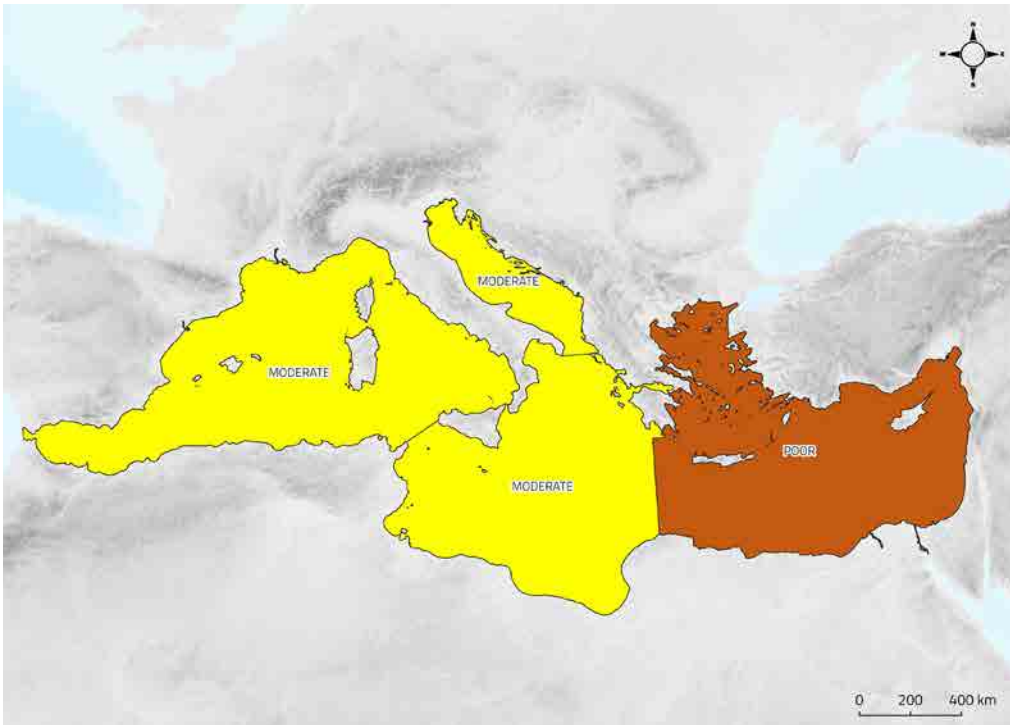 N
W E
S
MODERATE
MODERATE
MODERATE
POOR
0 200 400 km